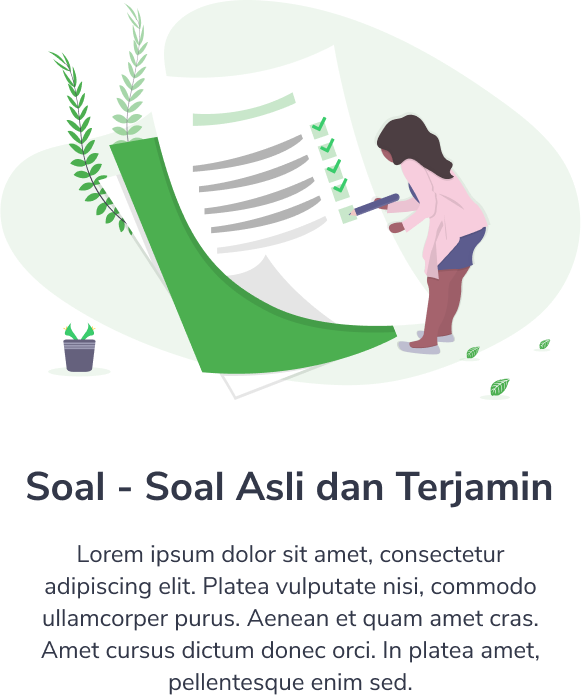 Soal - Soal Asli dan Terjamin
Lorem ipsum dolor sit amet, consectetur
adipiscing elit. Platea vulputate nisi, commodo
ullamcorper purus. Aenean et quam amet cras.
Amet cursus dictum donec orci. In platea amet,
pellentesque enim sed.